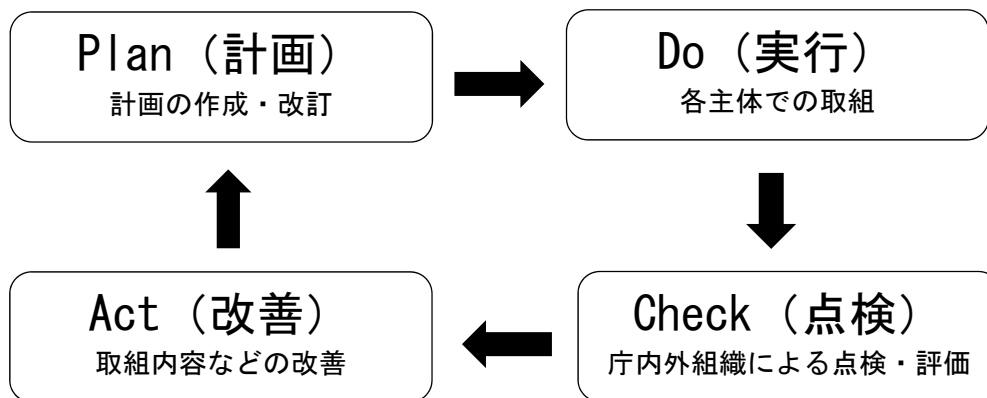 Plan（計画）
計画の作成・改訂
Do（実行）
各主体での取組
Check（点検）
庁内外組織による点検・評価
Act（改善）
取組内容などの改善